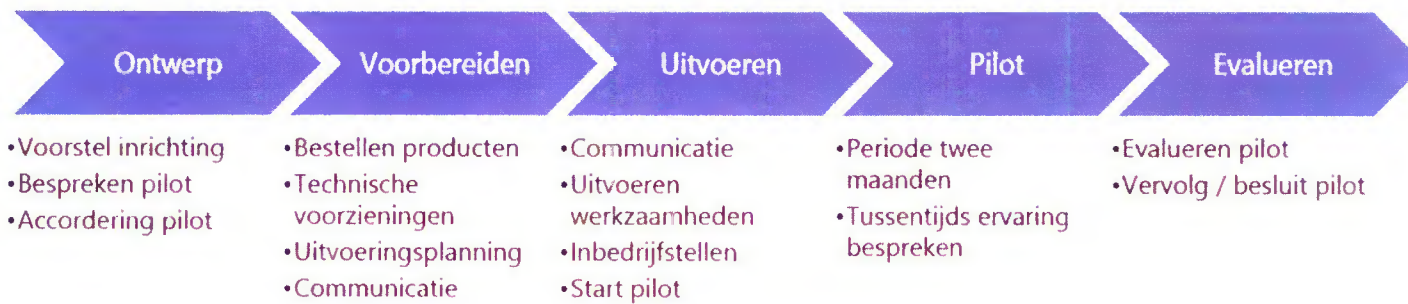 Ontwerp
•Voorstel inrichting
•Bespreken pilot
•Accordering pilot
Voorbereiden
•Bestellen producten
•Technische
voorzieningen
•Uitvoeringsplanning
•Communicatie
Uitvoeren
•Communicatie
•Uitvoeren
werkzaamheden
•Inbedrijfstellen
•Start pilot
Pilot
•Periode twee
maanden
•Tussentijds ervaring
bespreken
Evalueren
•Evalueren pilot
•Vervolg / besluit pilot